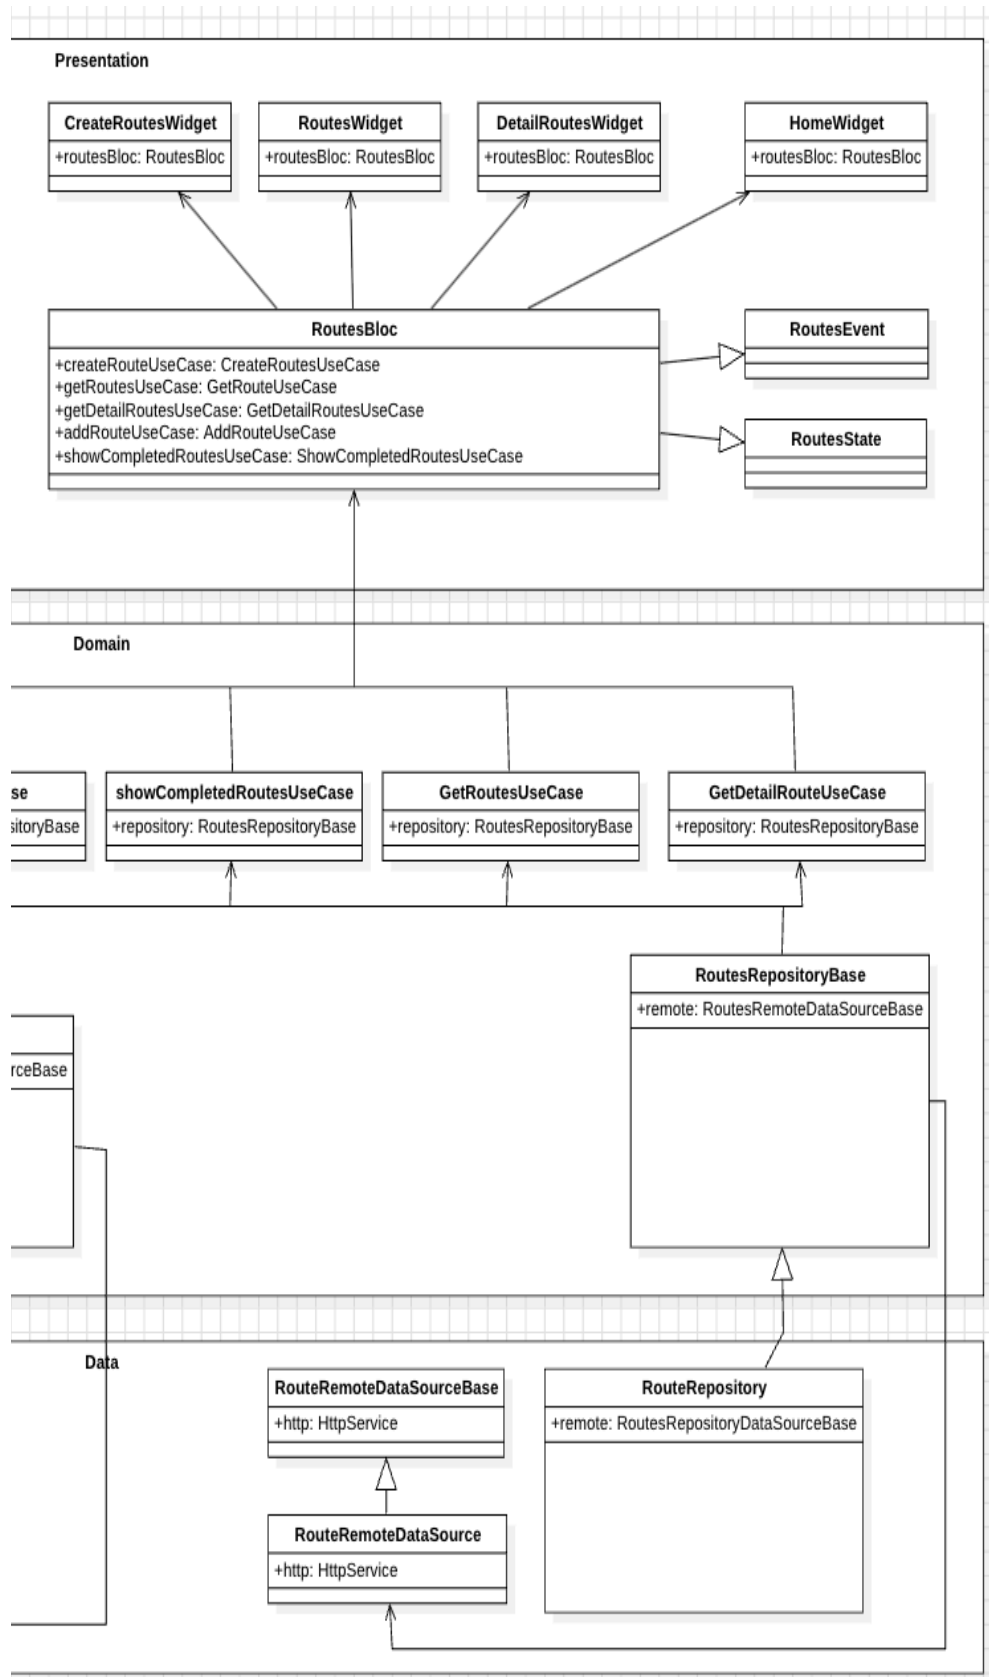 Presentation
CreateRoutesWidget
+routesBloc: RoutesBloc
RoutesWidget
+routesBloc: RoutesBloc
DetailRoutesWidget
+routesBloc: RoutesBloc
HomeWidget
+routesBloc: RoutesBloc
RoutesBloc
+createRouteUseCase: CreateRoutesUseCase
+getRoutesUseCase: GetRouteUseCase
+getDetailRoutesUseCase: GetDetailRoutesUseCase
+addRouteUseCase: AddRouteUseCase
+showCompletedRoutesUseCase: ShowCompletedRoutesUseCase
RoutesEvent
RoutesState
Domain
se
sitoryBase
showCompletedRoutesUseCase
+repository: RoutesRepositoryBase
GetRoutesUseCase
+repository: RoutesRepositoryBase
GetDetailRouteUseCase
+repository: RoutesRepositoryBase
RoutesRepositoryBase
+remote: RoutesRemoteDataSourceBase
rceBase
Data
RouteRemoteDataSourceBase
+http: HttpService
RouteRepository
+remote: RoutesRepositoryDataSourceBase
RouteRemoteDataSource
+http: HttpService